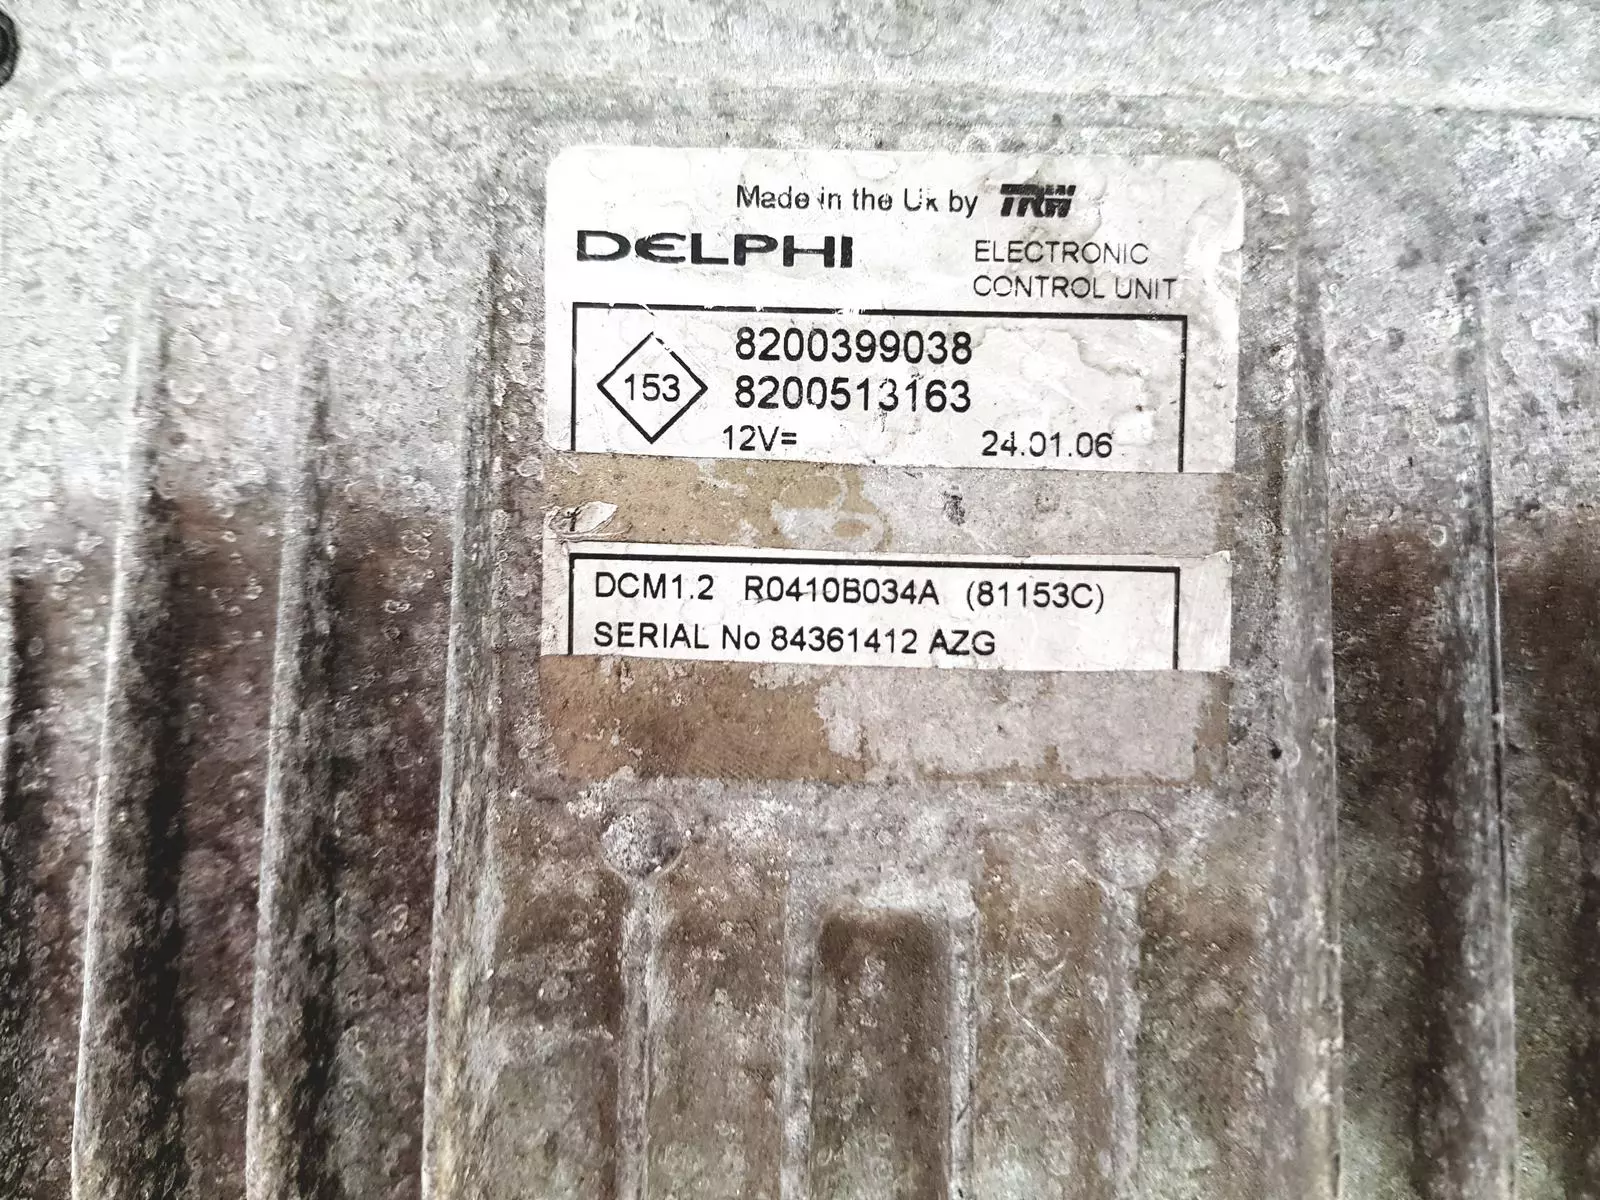 Made in the Uk by TRW
DELPHI
ELECTRONIC
CONTROL UNIT
153
8200399038
8200513163
12V=
24.01.06
DCM1.2 R0410B034A (81153C)
SERIAL No 84361412 AZG